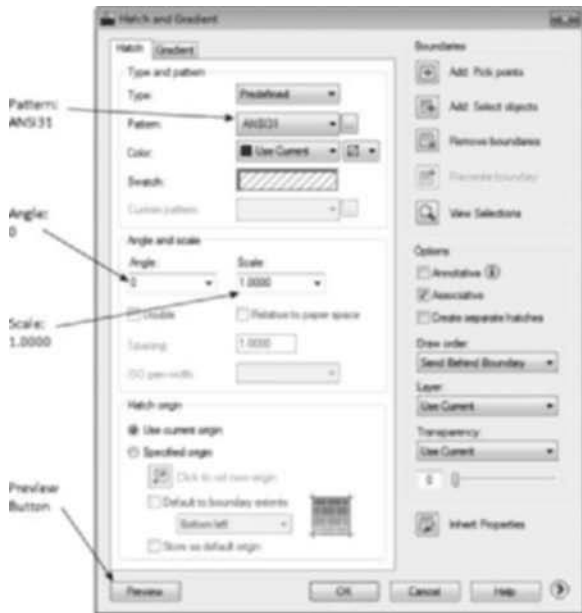 Hatch and Gradient
Hatch Gradient
Type and pattern
Type: Predefined
Pattern: ANSI31 ...
Color: Use Current
Swatch:
Custom pattern:
Angle and scale
Angle: Scale:
0 1.0000
Double Relative to paper space
Spacing: 1.0000
ISO pen width:
Hatch origin
Use current origin
Specified origin
Click to set new origin
Default to boundary extents
Bottom left
Store as default origin
Boundaries
Add: Pick points
Add: Select objects
Remove boundaries
Recreate boundary
View Selections
Options
Annotative
Associative
Create separate hatches
Draw order:
Send Behind Boundary
Layer:
Use Current
Transparency:
Use Current
0
Inherit Properties
Preview OK Cancel Help
Pattern:
ANSI31
Angle:
0
Scale:
1.0000
Preview
Button